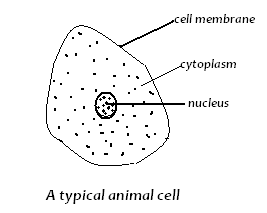 cell membrane
cytoplasm
nucleus
A typical animal cell